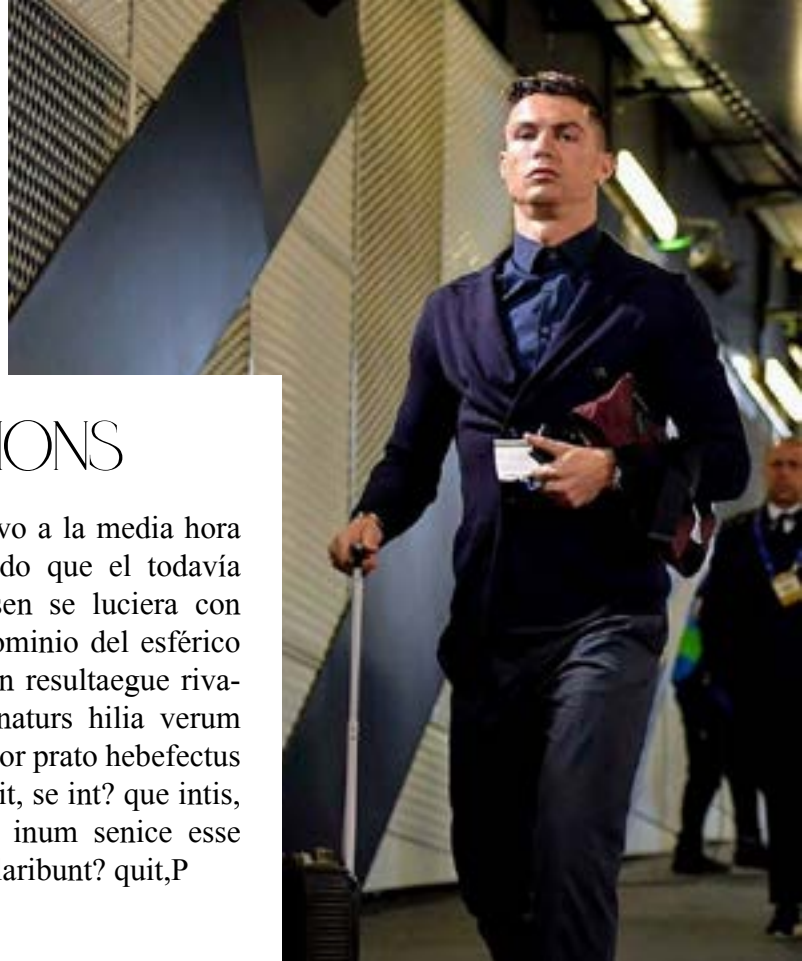 IONS
vo a la media hora
do que el todavía
sen se luciera con
ominio del esférico
n resultaegue riva-
naturs hilia verum
or prato hebefectus
it, se int? que intis,
inum senice esse
laribunt? quit,P